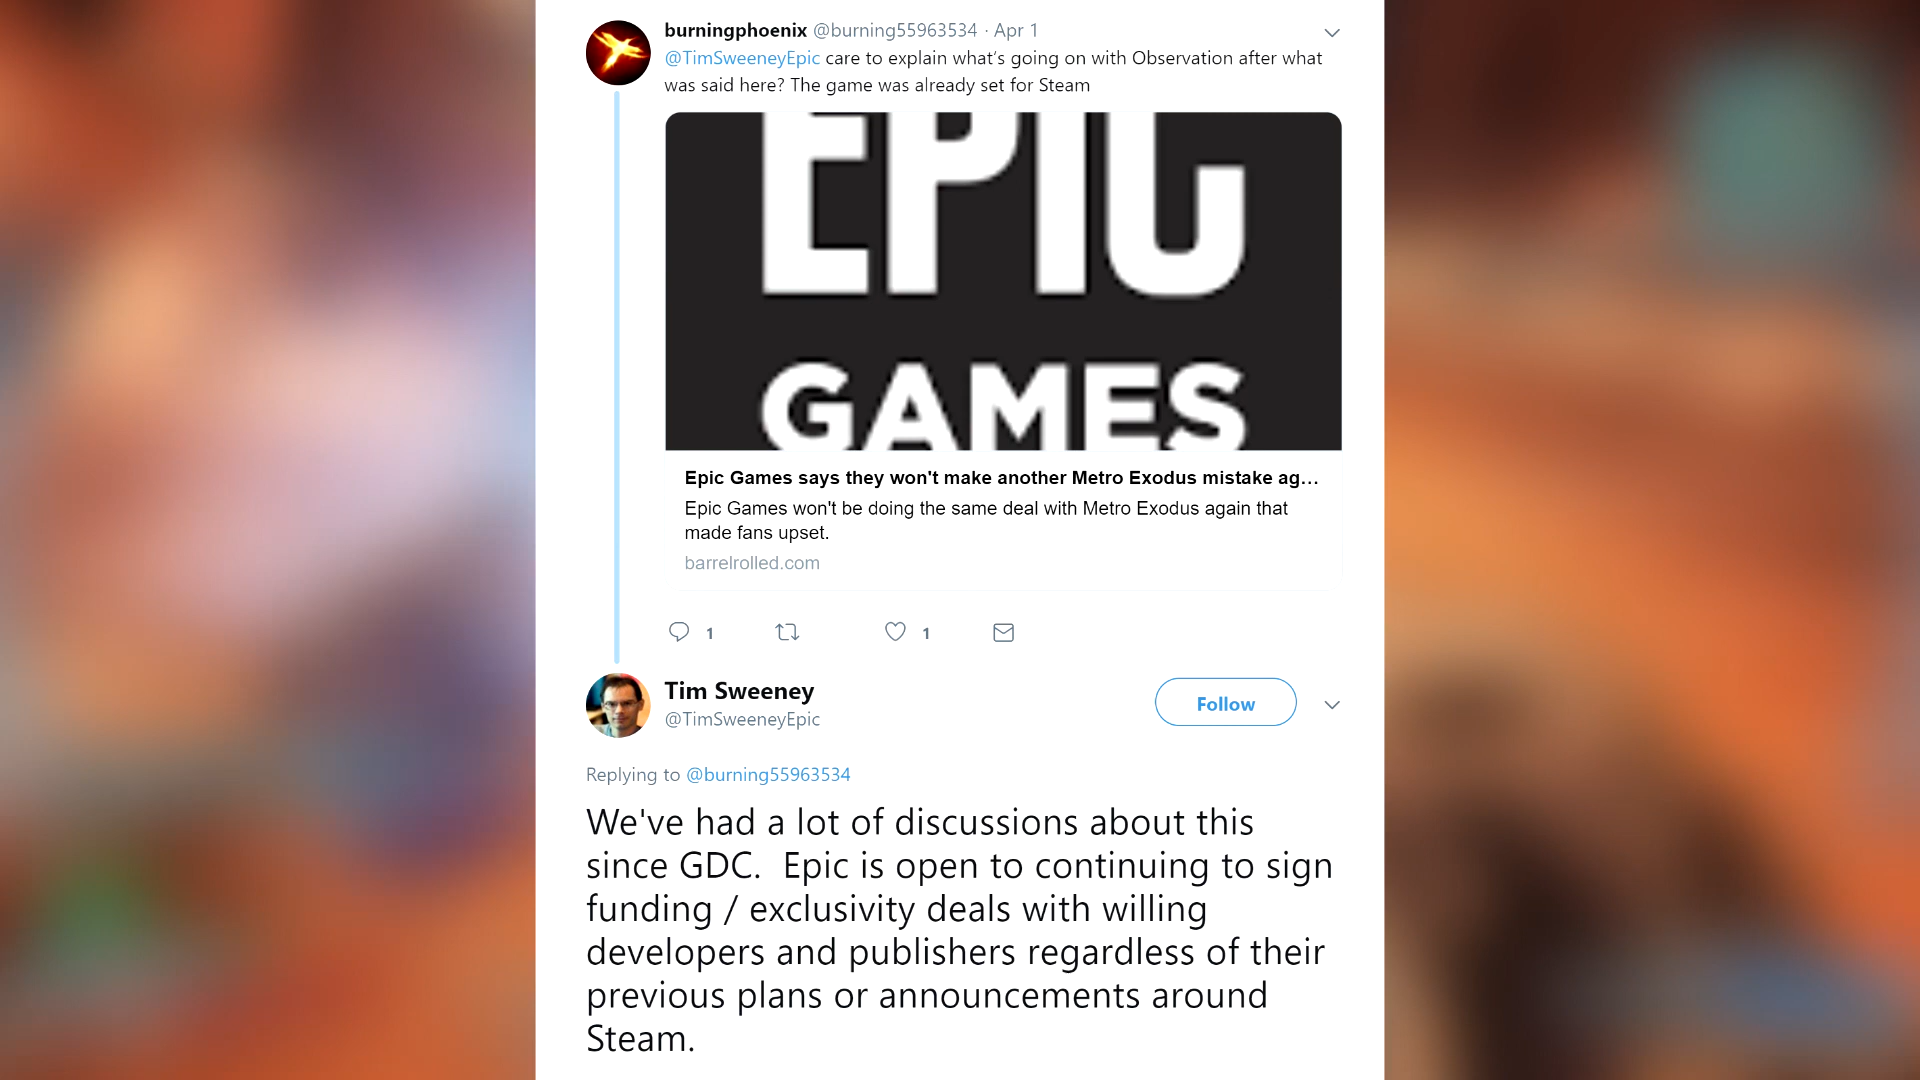 burningphoenix @burning55963534 · Apr 1
@TimSweeneyEpic care to explain what's going on with Observation after what
was said here? The game was already set for Steam
EPIC
GAMES
Epic Games says they won't make another Metro Exodus mistake ag...
Epic Games won't be doing the same deal with Metro Exodus again that
made fans upset.
barrelrolled.com
1 1
Tim Sweeney
Follow
@TimSweeneyEpic
Replying to @burning55963534
We've had a lot of discussions about this
since GDC.  Epic is open to continuing to sign
funding / exclusivity deals with willing
developers and publishers regardless of their
previous plans or announcements around
Steam.